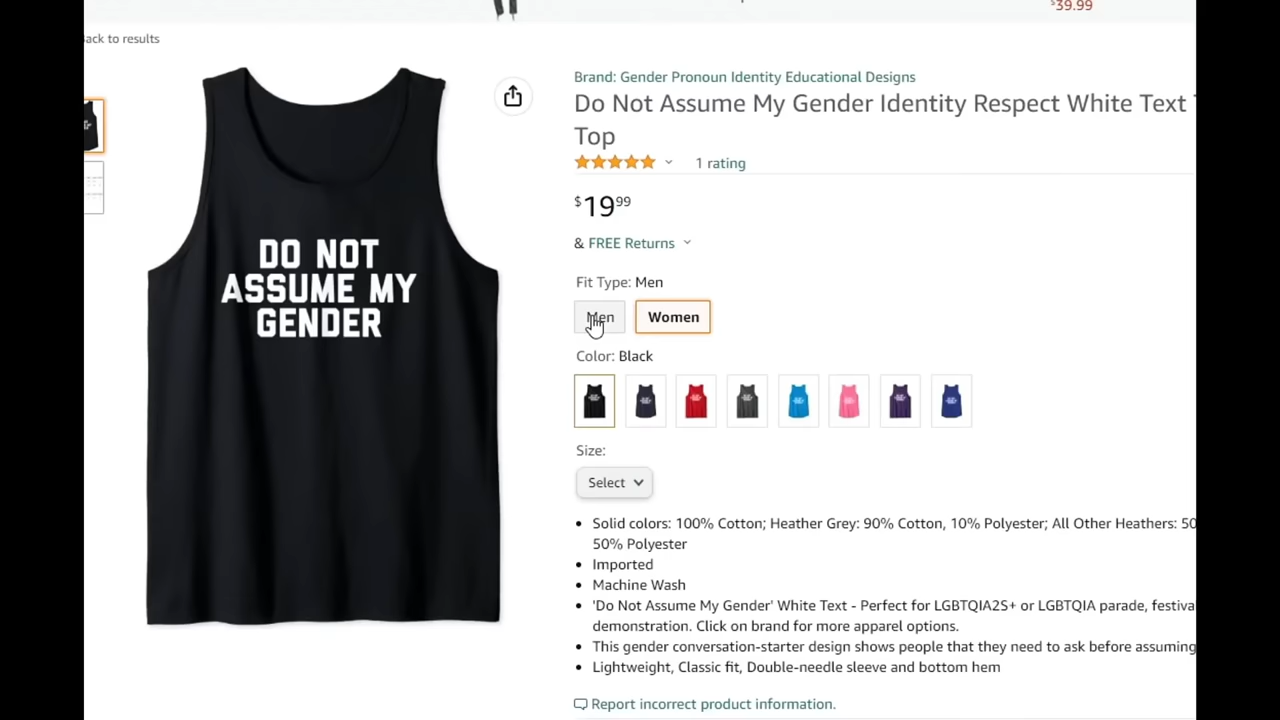 $39.99
ack to results
Brand: Gender Pronoun Identity Educational Designs
Do Not Assume My Gender Identity Respect White Text
Top
1 rating
$19.99
& FREE Returns
DO NOT
ASSUME MY
GENDER
Fit Type: Men
Men
Women
Color: Black
Size:
Select
Solid colors: 100% Cotton; Heather Grey: 90% Cotton, 10% Polyester; All Other Heathers: 50
50% Polyester
Imported
Machine Wash
'Do Not Assume My Gender' White Text - Perfect for LGBTQIA2S+ or LGBTQIA parade, festiva
demonstration. Click on brand for more apparel options.
This gender conversation-starter design shows people that they need to ask before assuming
Lightweight, Classic fit, Double-needle sleeve and bottom hem
Report incorrect product information.